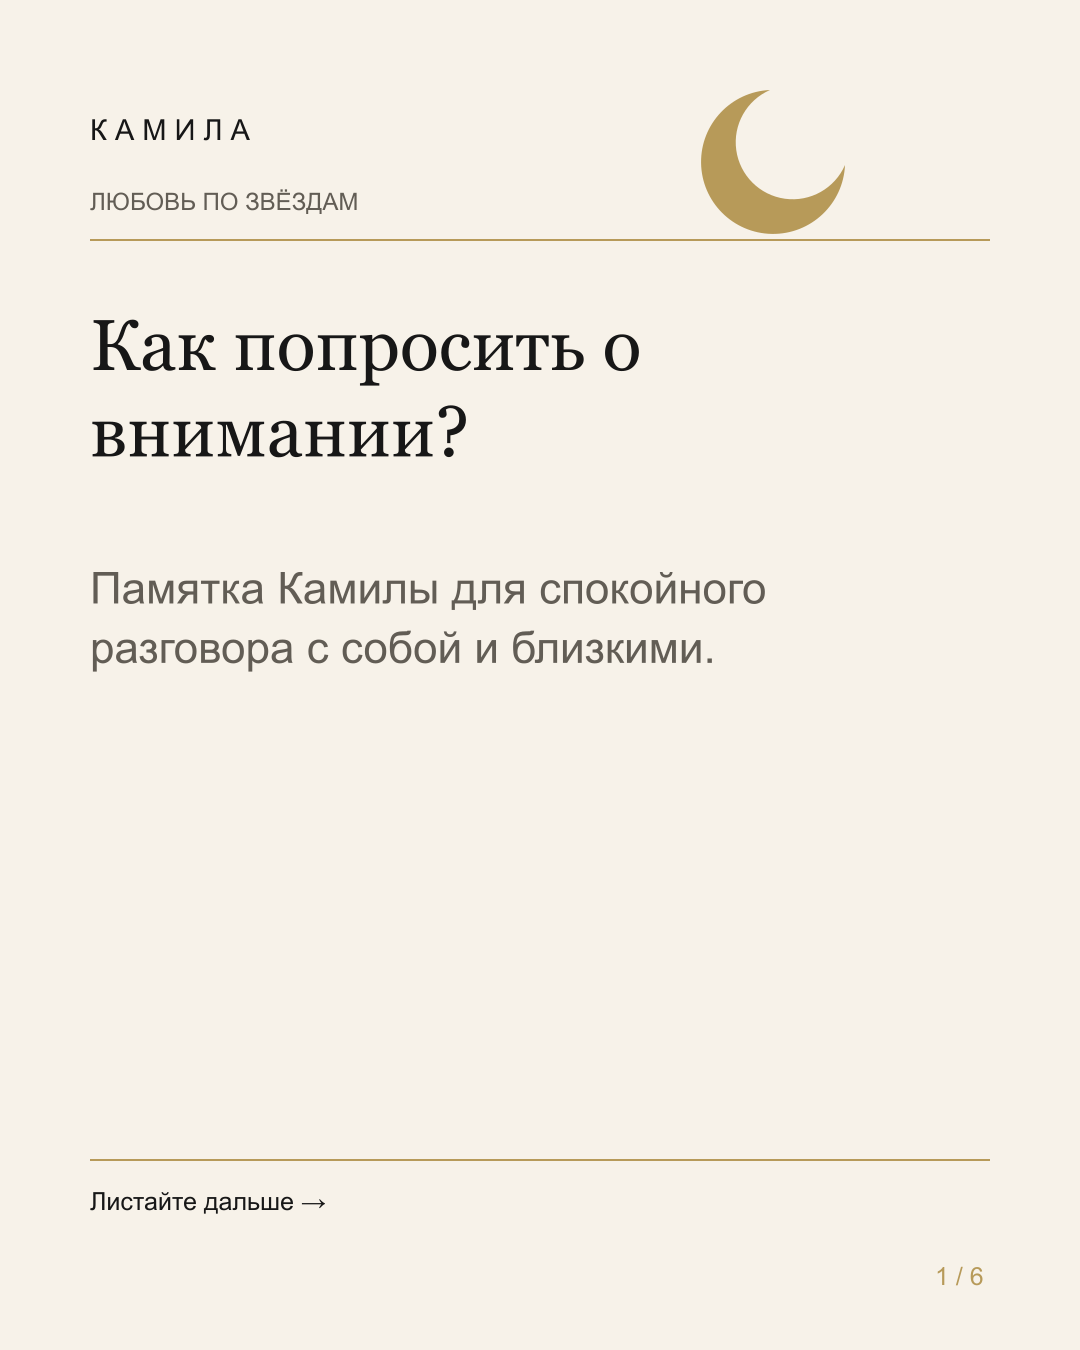 КАМИЛА
ЛЮБОВЬ ПО ЗВЁЗДАМ
Как попросить о
внимании?
Памятка Камилы для спокойного
разговора с собой и близкими.
Листайте дальше →
1 / 6